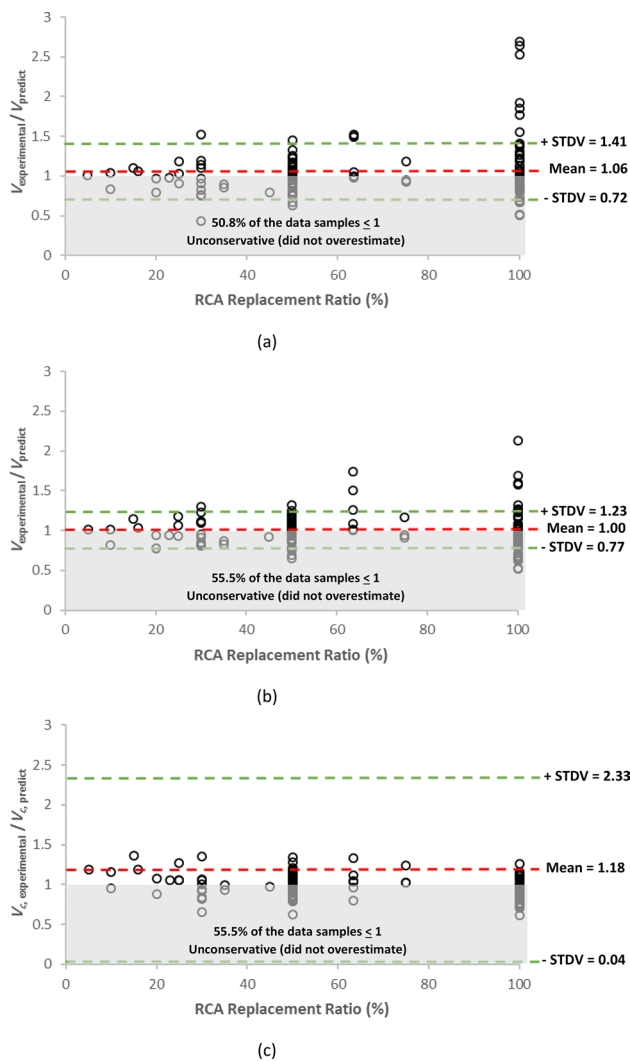 3
2.5
2
1.5
1
0.5
0
V experimental / V predict
+ STDV = 1.41
Mean = 1.06
- STDV = 0.72
50.8% of the data samples ≤ 1
Unconservative (did not overestimate)
0 20 40 60 80 100
RCA Replacement Ratio (%)
(a)
3
2.5
2
1.5
1
0.5
0
V experimental / V predict
+ STDV = 1.23
Mean = 1.00
- STDV = 0.77
55.5% of the data samples ≤ 1
Unconservative (did not overestimate)
0 20 40 60 80 100
RCA Replacement Ratio (%)
(b)
3
2.5
2
1.5
1
0.5
0
Vc, experimental / Vc, predict
+ STDV = 2.33
Mean = 1.18
- STDV = 0.04
55.5% of the data samples ≤ 1
Unconservative (did not overestimate)
0 20 40 60 80 100
RCA Replacement Ratio (%)
(c)